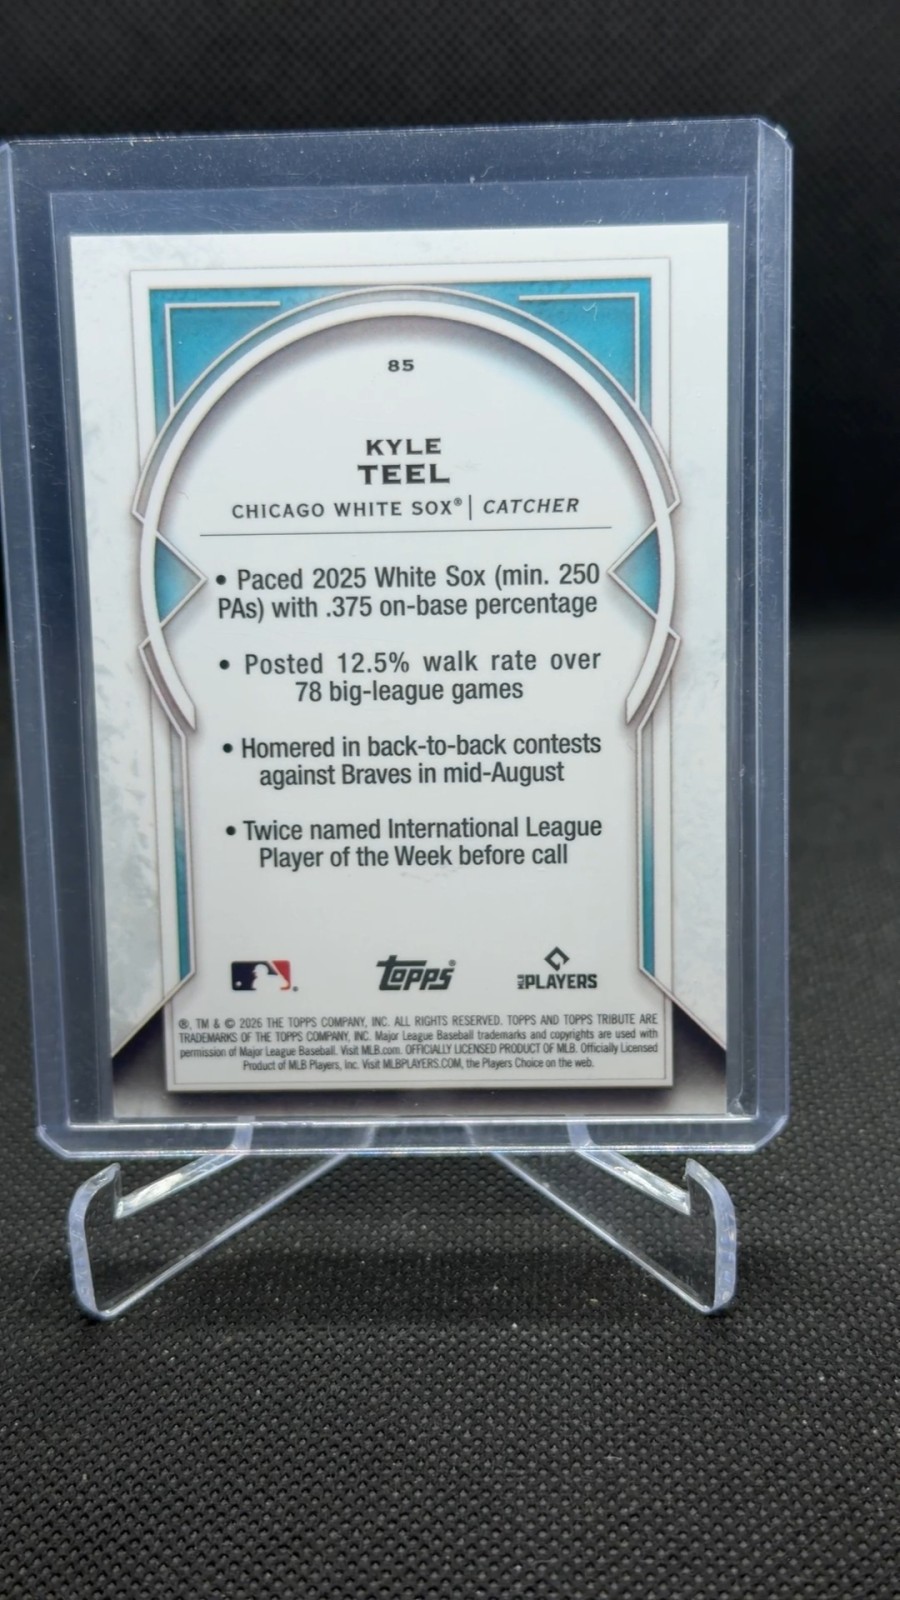 85
KYLE
TEEL
CHICAGO WHITE SOX® | CATCHER
• Paced 2025 White Sox (min. 250
PAs) with .375 on-base percentage
• Posted 12.5% walk rate over
78 big-league games
• Homered in back-to-back contests
against Braves in mid-August
• Twice named International League
Player of the Week before call
topps® PLAYERS
®, TM & © 2026 THE TOPPS COMPANY, INC. ALL RIGHTS RESERVED. TOPPS AND TOPPS TRIBUTE ARE
TRADEMARKS OF THE TOPPS COMPANY, INC. Major League Baseball trademarks and copyrights are used with
permission of Major League Baseball. Visit MLB.com. OFFICIALLY LICENSED PRODUCT OF MLB. Officially Licensed
Product of MLB Players, Inc. Visit MLBPLAYERS.COM, the Players Choice on the web.